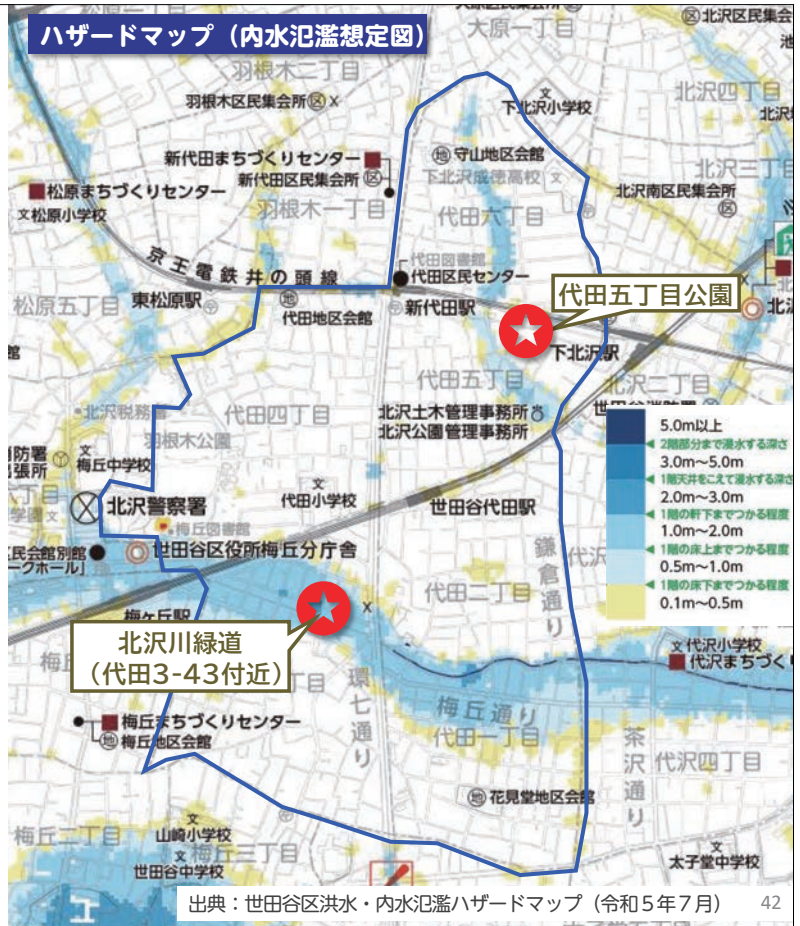 ハザードマップ（内水氾濫想定図）
大原一丁目
北沢区民集会
羽根木二丁目
羽根木区民集会所
下北沢小学校
北沢四丁目
新代田まちづくりセンター
新代田区民集会所
守山地区会館
下北沢成徳高校
北沢三丁目
松原まちづくりセンター
松原小学校
羽根木一丁目
代田六丁目
北沢南区民集会所
京王電鉄井の頭線
代田図書館
代田区民センター
松原五丁目
東松原駅
代田地区会館
新代田駅
代田五丁目公園
下北沢駅
代田五丁目
北沢二丁目
北沢税務署
代田四丁目
北沢土木管理事務所
北沢公園管理事務所
羽根木公園
梅丘中学校
代田小学校
北沢警察署
世田谷代田駅
梅丘図書館
世田谷区役所梅丘分庁舎
鎌倉通り
5.0m以上
2階部分まで浸水する深さ
3.0m～5.0m
1階天井をこえて浸水する深さ
2.0m～3.0m
1階の軒下までつかる程度
1.0m～2.0m
1階の床上までつかる程度
0.5m～1.0m
1階の床下までつかる程度
0.1m～0.5m
代田二丁目
梅ヶ丘駅
北沢川緑道
（代田3-43付近）
代沢小学校
代沢まちづく
環七通り
梅丘通り
代田一丁目
梅丘まちづくりセンター
梅丘地区会館
茶沢通り
代沢四丁目
花見堂地区会館
梅丘二丁目
山崎小学校
梅丘三丁目
世田谷中学校
太子堂中学校
出典：世田谷区洪水・内水氾濫ハザードマップ（令和5年7月）
42